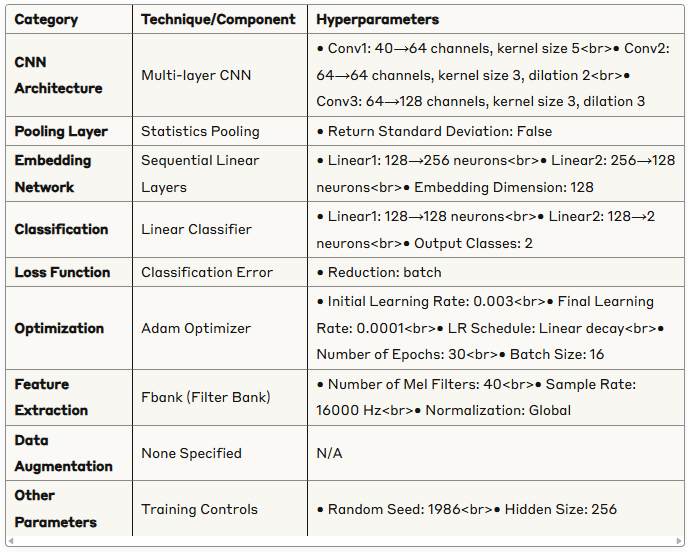 Category Technique/Component Hyperparameters
CNN Architecture Multi-layer CNN • Conv1: 40→64 channels, kernel size 5<br>• Conv2:
64→64 channels, kernel size 3, dilation 2<br>•
Conv3: 64→128 channels, kernel size 3, dilation 3
Pooling Layer Statistics Pooling • Return Standard Deviation: False
Embedding Sequential Linear • Linear1: 128→256 neurons<br>• Linear2: 256→128
Network Layers neurons<br>• Embedding Dimension: 128
Classification Linear Classifier • Linear1: 128→128 neurons<br>• Linear2: 128→2
neurons<br>• Output Classes: 2
Loss Function Classification Error • Reduction: batch
Optimization Adam Optimizer • Initial Learning Rate: 0.003<br>• Final Learning
Rate: 0.0001<br>• LR Schedule: Linear decay<br>•
Number of Epochs: 30<br>• Batch Size: 16
Feature Extraction Fbank (Filter Bank) • Number of Mel Filters: 40<br>• Sample Rate:
16000 Hz<br>• Normalization: Global
Data Augmentation None Specified N/A
Other Parameters Training Controls • Random Seed: 1986<br>• Hidden Size: 256